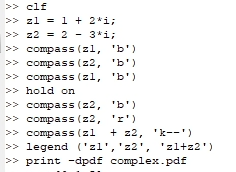 >> clf
>> z1 = 1 + 2*i;
>> z2 = 2 - 3*i;
>> compass(z1, 'b')
>> compass(z2, 'b')
>> compass(z1, 'b')
>> hold on
>> compass(z2, 'b')
>> compass(z2, 'r')
>> compass(z1  + z2, 'k--')
>> legend ('z1','z2', 'z1+z2')
>> print -dpdf complex.pdf